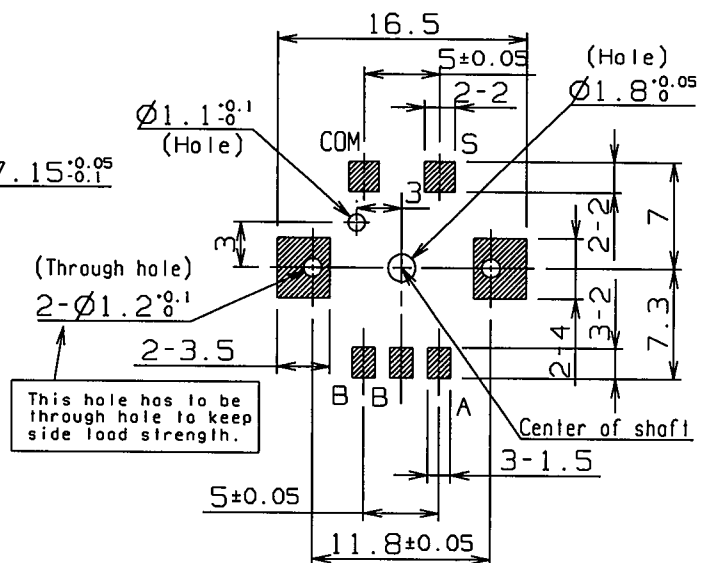 16.5
5±0.05
(Hole)
2-2
Ø1.8 +0.05 0
Ø1.1 +0.1 -0
(Hole)
COM
S
7.15 +0.05 -0.1
3
3
2-2
7
(Through hole)
2-Ø1.2 +0.1 0
2-3.5
2-4
3-2
7.3
This hole has to be
through hole to keep
side load strength.
B
B
A
Center of shaft
3-1.5
5±0.05
11.8±0.05